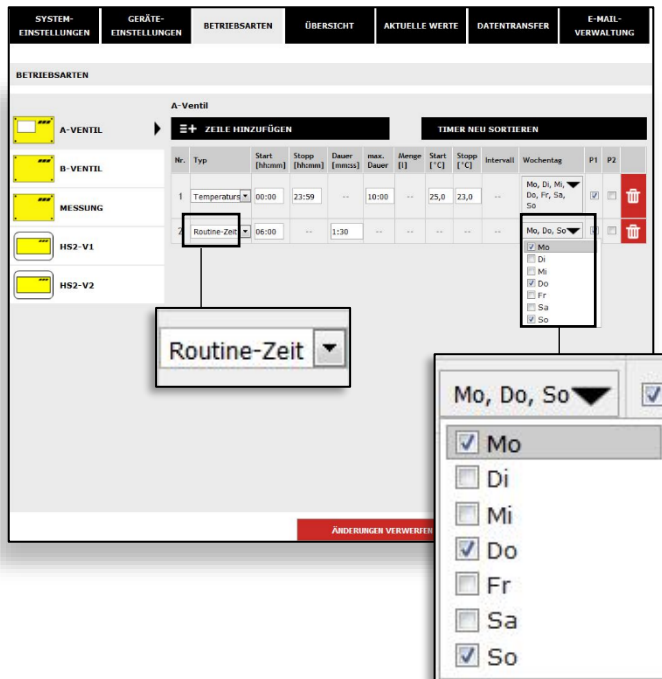 SYSTEM-
EINSTELLUNGEN
GERÄTE-
EINSTELLUNGEN
BETRIEBSARTEN
ÜBERSICHT
AKTUELLE WERTE
DATENTRANSFER
E-MAIL-
VERWALTUNG
BETRIEBSARTEN
A-VENTIL
B-VENTIL
MESSUNG
HS2-V1
HS2-V2
A-Ventil
ZEILE HINZUFÜGEN
TIMER NEU SORTIEREN
Nr. Typ Start [hh:mm] Stopp [hh:mm] Dauer [mm:ss] max. Dauer Menge [l] Start [°C] Stopp [°C] Intervall Wochentag P1 P2
1 Temperaturs 00:00 23:59 -- 10:00 -- 25,0 23,0 -- Mo, Di, Mi, Do, Fr, Sa, So
2 Routine-Zeit 06:00 -- 1:30 -- -- -- -- -- Mo, Do, So
Mo
Di
Mi
Do
Fr
Sa
So
Routine-Zeit
Mo, Do, So
Mo
Di
Mi
Do
Fr
Sa
So
ÄNDERUNGEN VERWERFEN